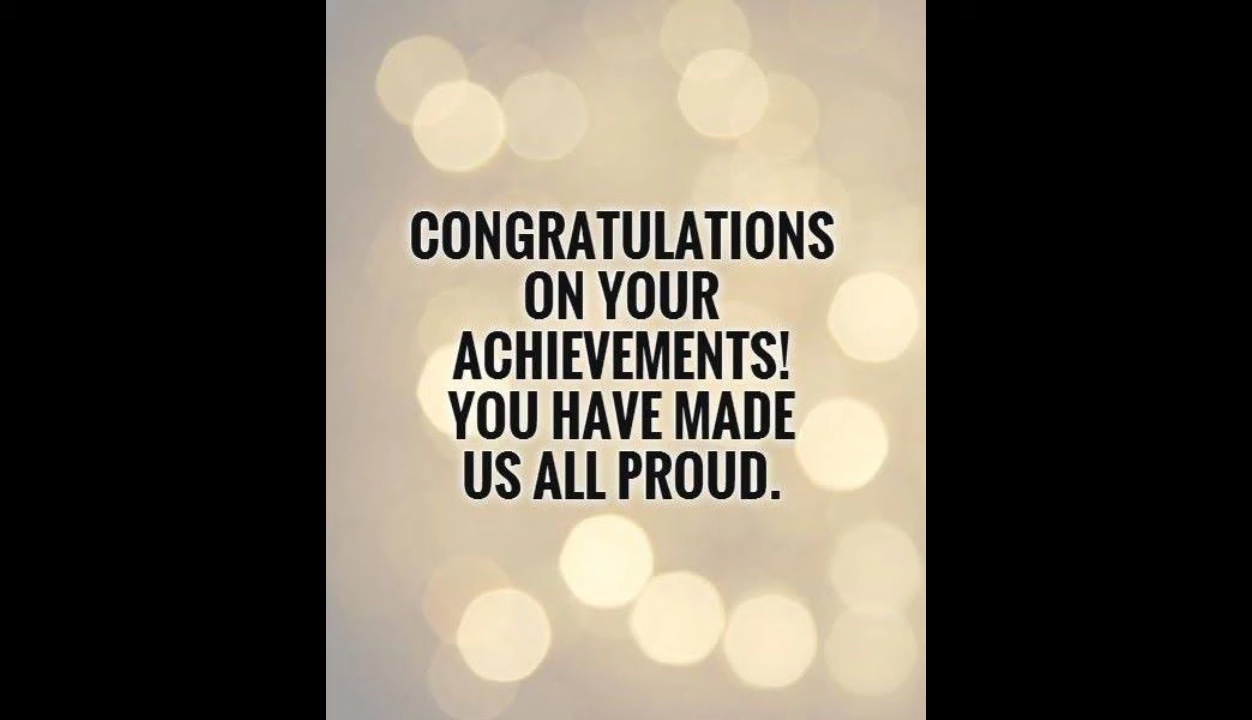 CONGRATULATIONS
ON YOUR
ACHIEVEMENTS!
YOU HAVE MADE
US ALL PROUD.